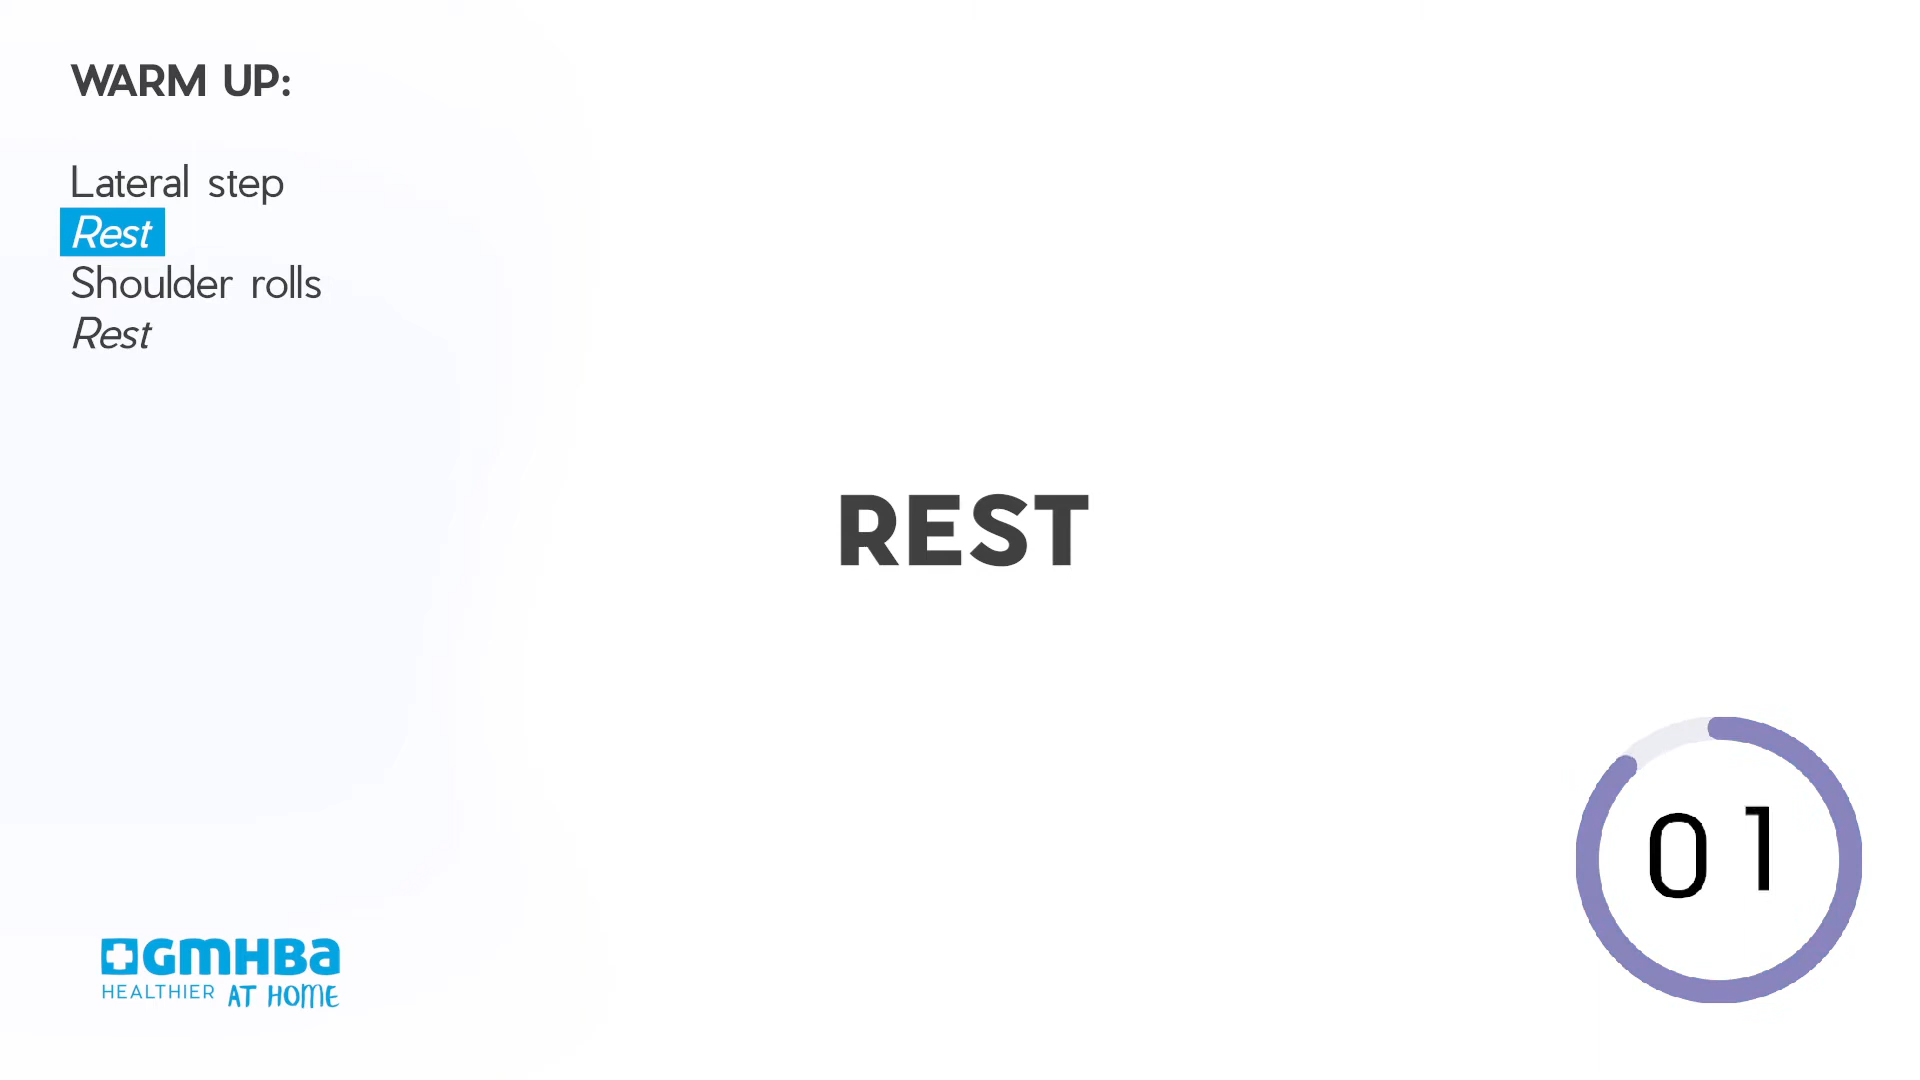 WARM UP:
Lateral step
Rest
Shoulder rolls
Rest
REST
01
GMHBa
HEALTHIER AT HOME